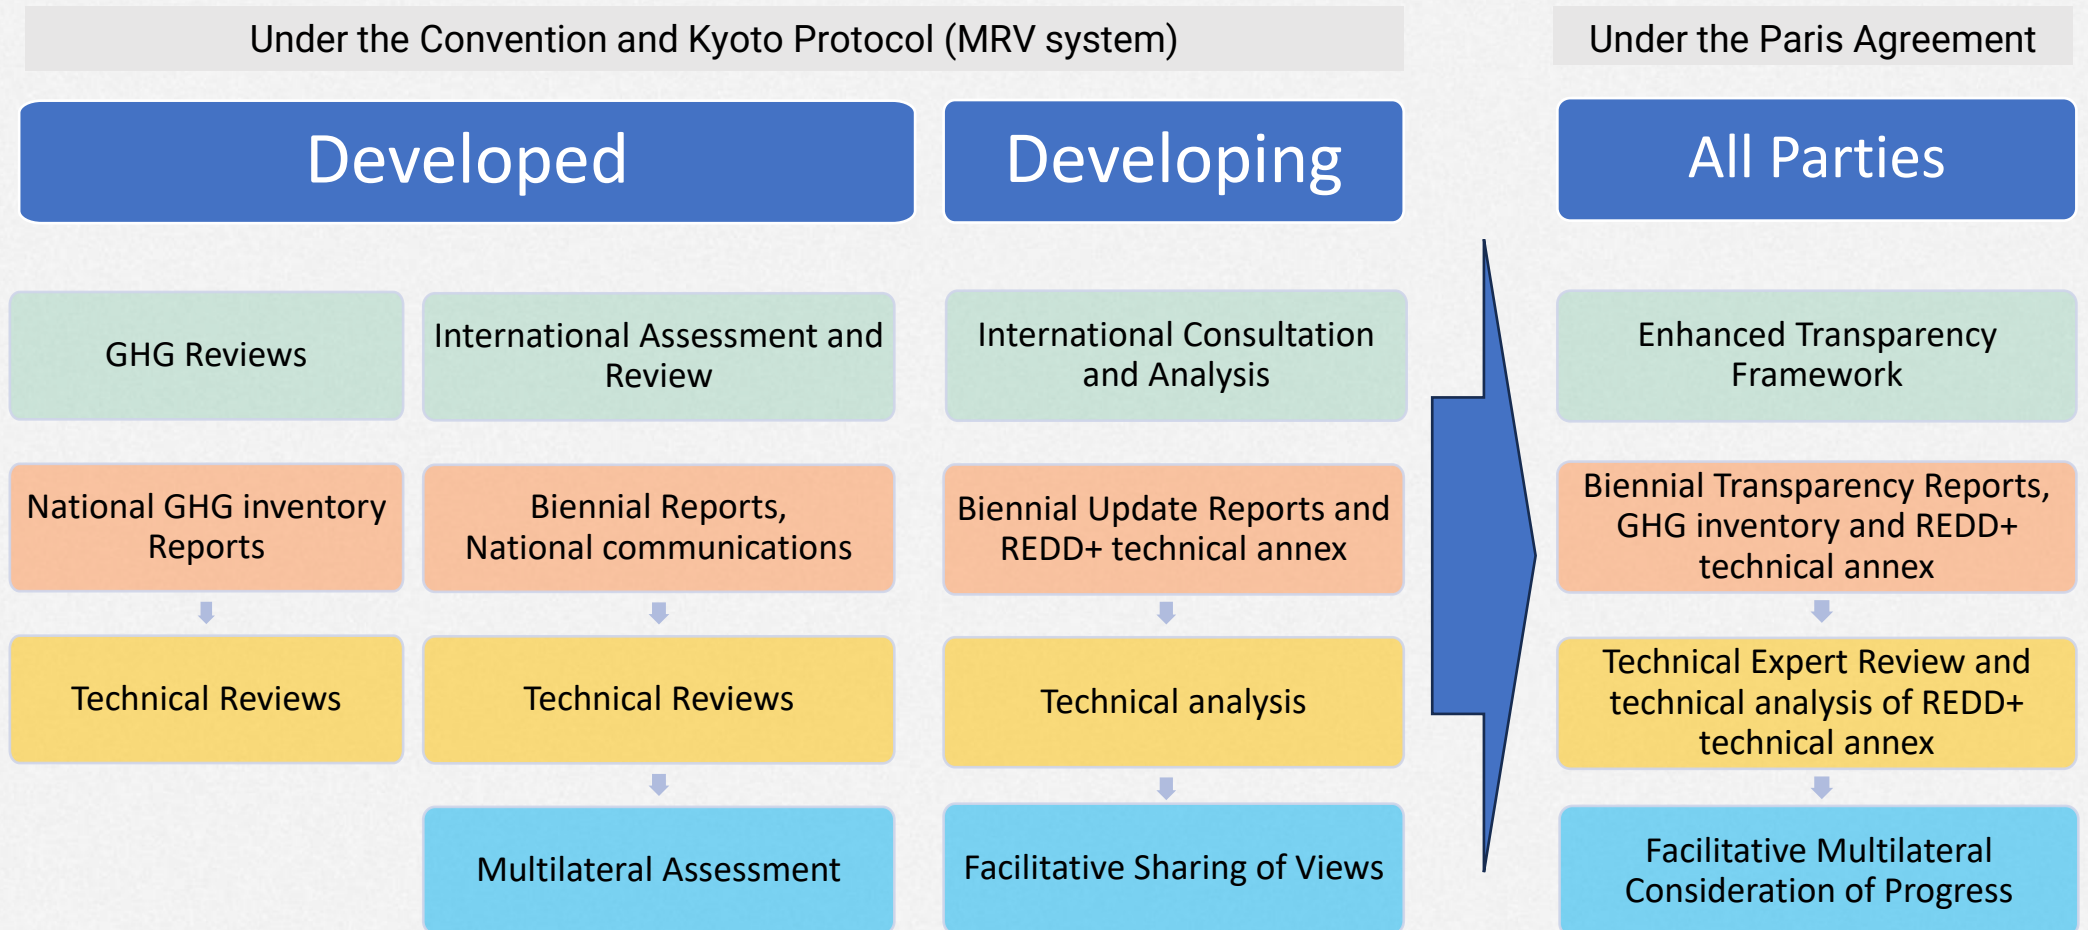 Under the Convention and Kyoto Protocol (MRV system)
Under the Paris Agreement
Developed
Developing
All Parties
GHG Reviews
International Assessment and
Review
International Consultation
and Analysis
Enhanced Transparency
Framework
National GHG inventory
Reports
Biennial Reports,
National communications
Biennial Update Reports and
REDD+ technical annex
Biennial Transparency Reports,
GHG inventory and REDD+
technical annex
Technical Reviews
Technical Reviews
Technical analysis
Technical Expert Review and
technical analysis of REDD+
technical annex
Multilateral Assessment
Facilitative Sharing of Views
Facilitative Multilateral
Consideration of Progress